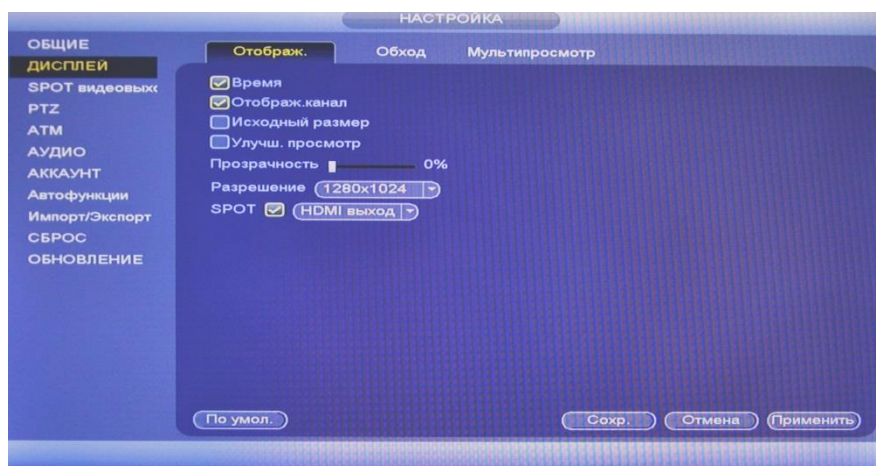 НАСТРОЙКА
ОБЩИЕ
ДИСПЛЕЙ
SPOT видеовых
PTZ
ATM
АУДИО
АККАУНТ
Автофункции
Импорт/Экспорт
СБРОС
ОБНОВЛЕНИЕ
Отображ. Обход Мультипросмотр
Время
Отображ.канал
Исходный размер
Улучш. просмотр
Прозрачность 0%
Разрешение 1280x1024
SPOT HDMI выход
По умол. Сохр. Отмена Применить